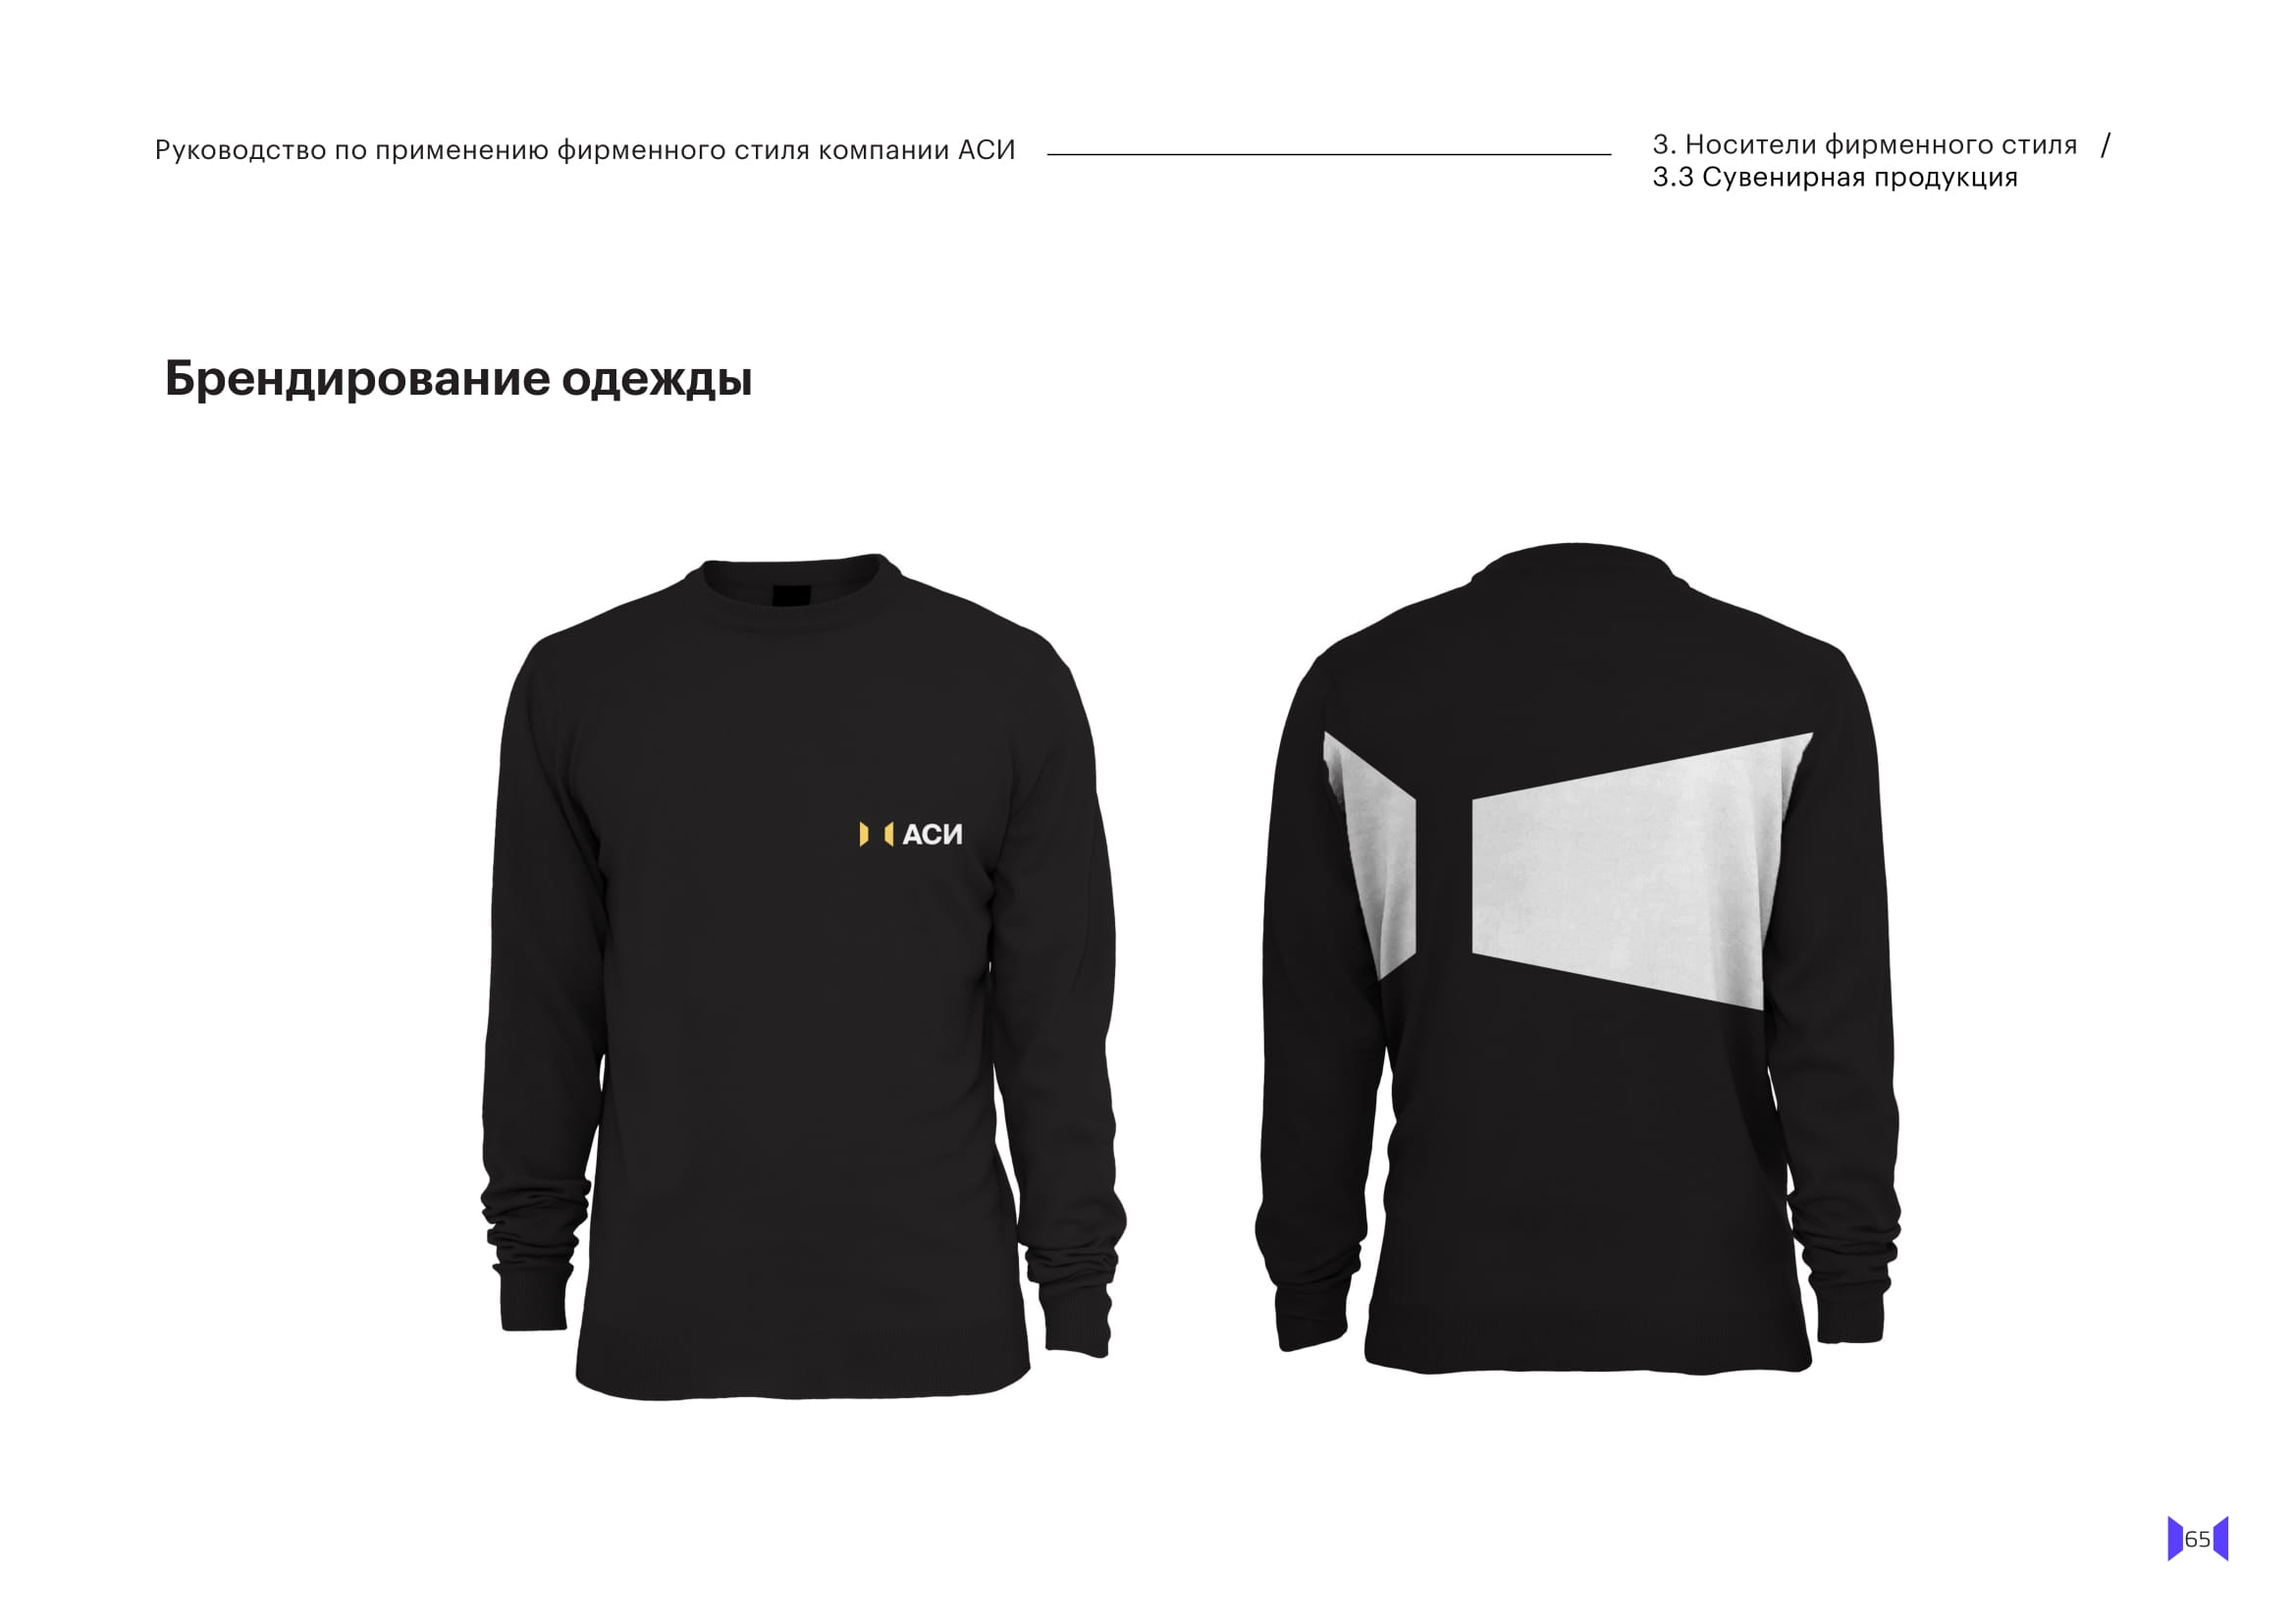 Руководство по применению фирменного стиля компании АСИ
3. Носители фирменного стиля /
3.3 Сувенирная продукция
Брендирование одежды
АСИ
65